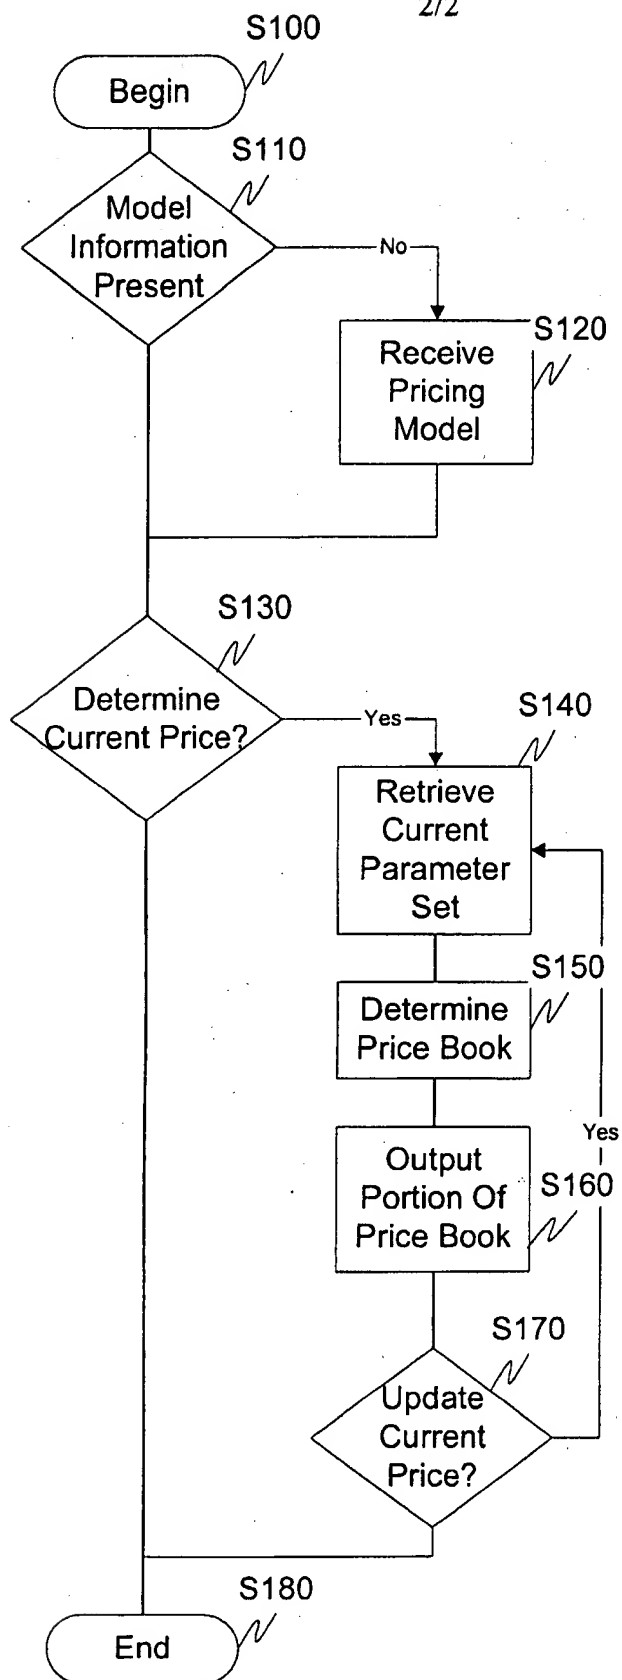 2/2
S100
Begin
S110
Model
Information
Present
No
S120
Receive
Pricing
Model
S130
Determine
Current Price?
Yes
S140
Retrieve
Current
Parameter
Set
S150
Determine
Price Book
Yes
Output
Portion Of
Price Book
S160
S170
Update
Current
Price?
S180
End